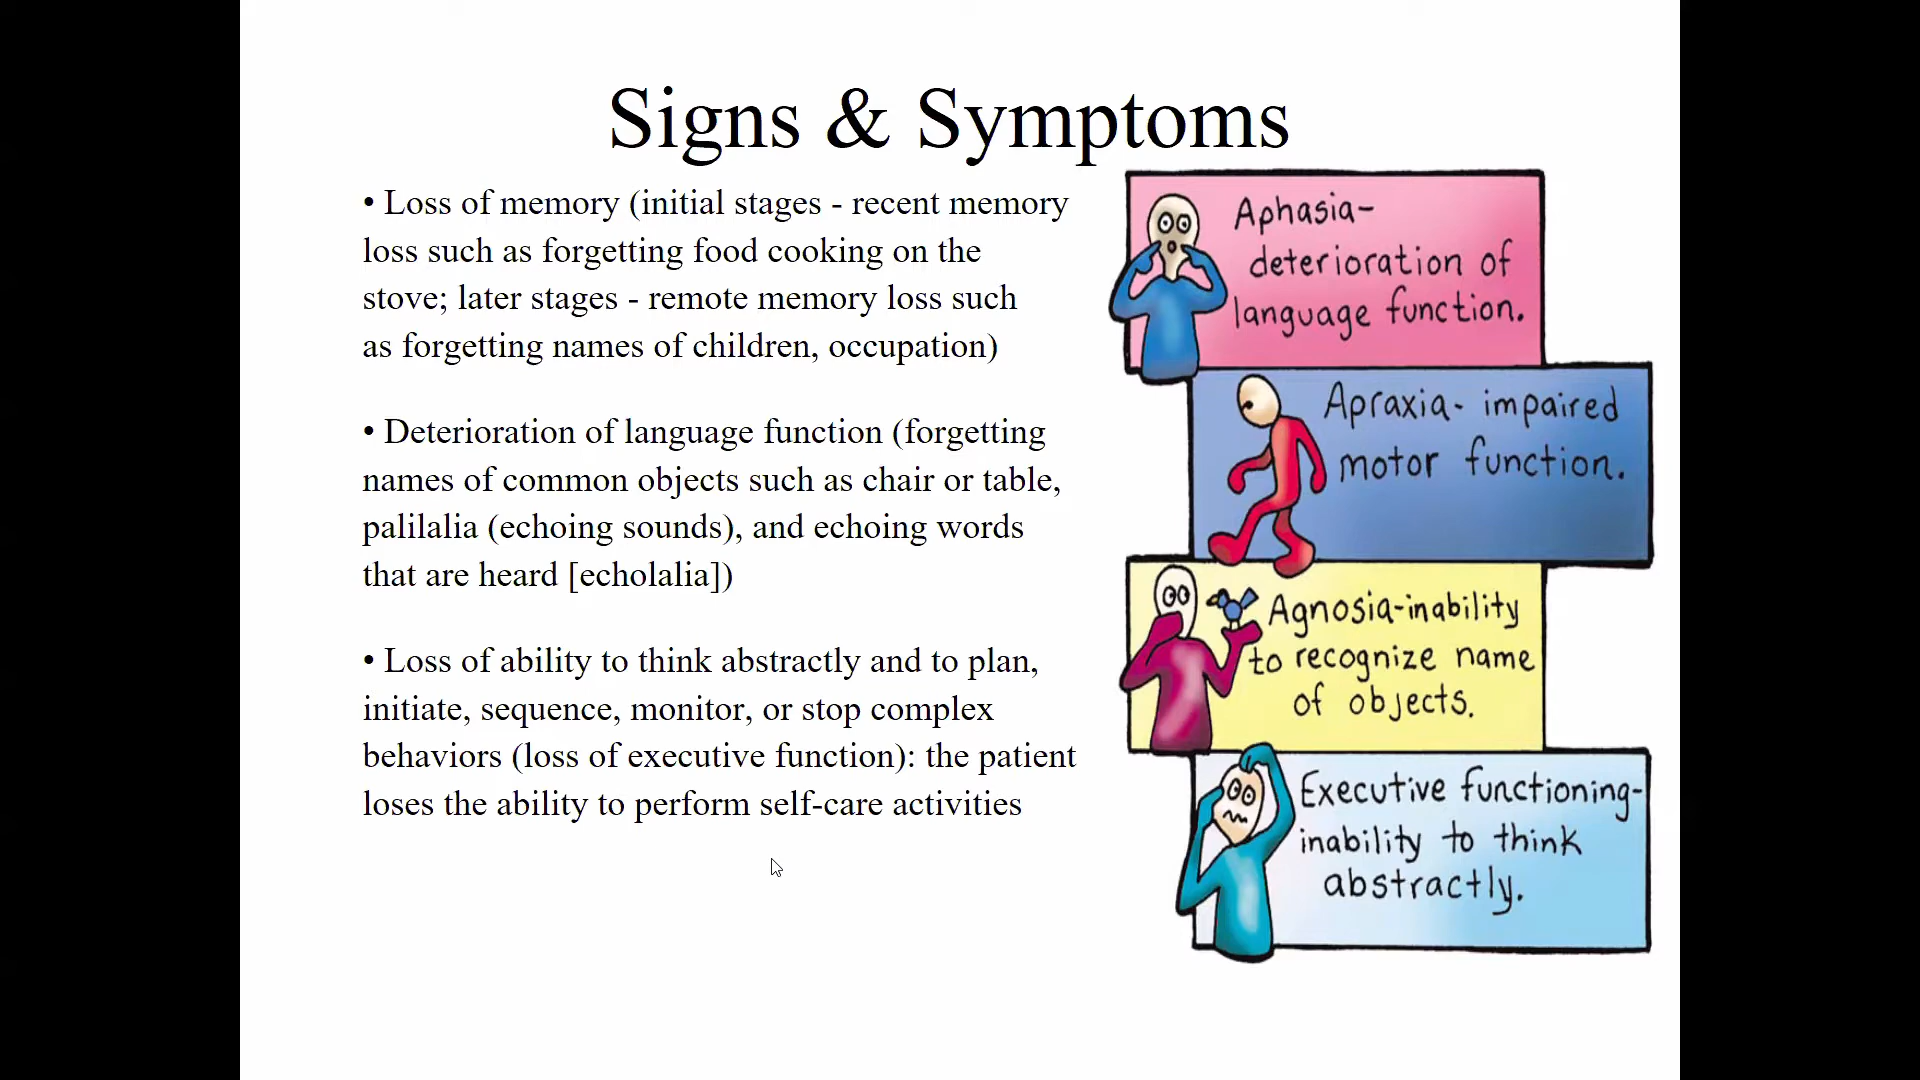 Signs & Symptoms
• Loss of memory (initial stages - recent memory
loss such as forgetting food cooking on the
stove; later stages - remote memory loss such
as forgetting names of children, occupation)
• Deterioration of language function (forgetting
names of common objects such as chair or table,
palilalia (echoing sounds), and echoing words
that are heard [echolalia])
• Loss of ability to think abstractly and to plan,
initiate, sequence, monitor, or stop complex
behaviors (loss of executive function): the patient
loses the ability to perform self-care activities
Aphasia-
deterioration of
language function.
Apraxia- impaired
motor function.
Agnosia-inability
to recognize name
of objects.
Executive functioning-
inability to think
abstractly.